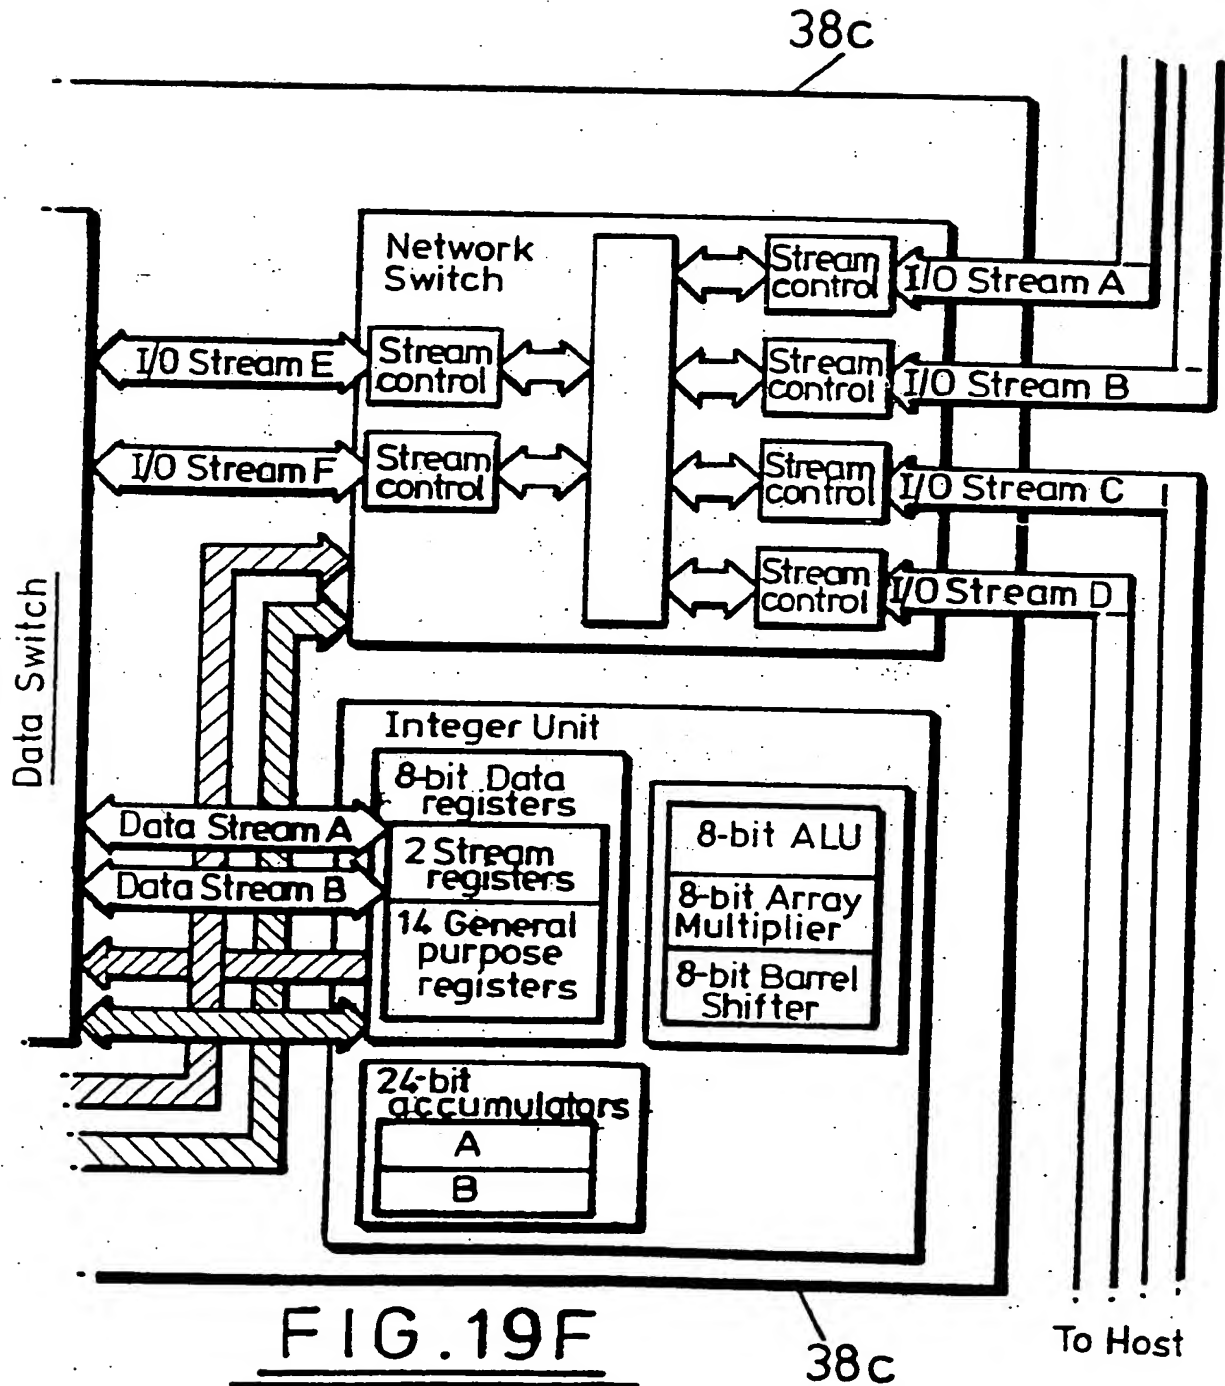 38c
Network
Switch
Stream
control
I/O Stream A
I/O Stream E
Stream
control
Stream
control
I/O Stream B
I/O Stream F
Stream
control
Stream
control
I/O Stream C
Stream
control
I/O Stream D
Data Switch
Integer Unit
8-bit Data
registers
Data Stream A
2 Stream
registers
Data Stream B
14 General
purpose
registers
8-bit ALU
8-bit Array
Multiplier
8-bit Barrel
Shifter
24-bit
accumulators
A
B
FIG.19F
38c
To Host